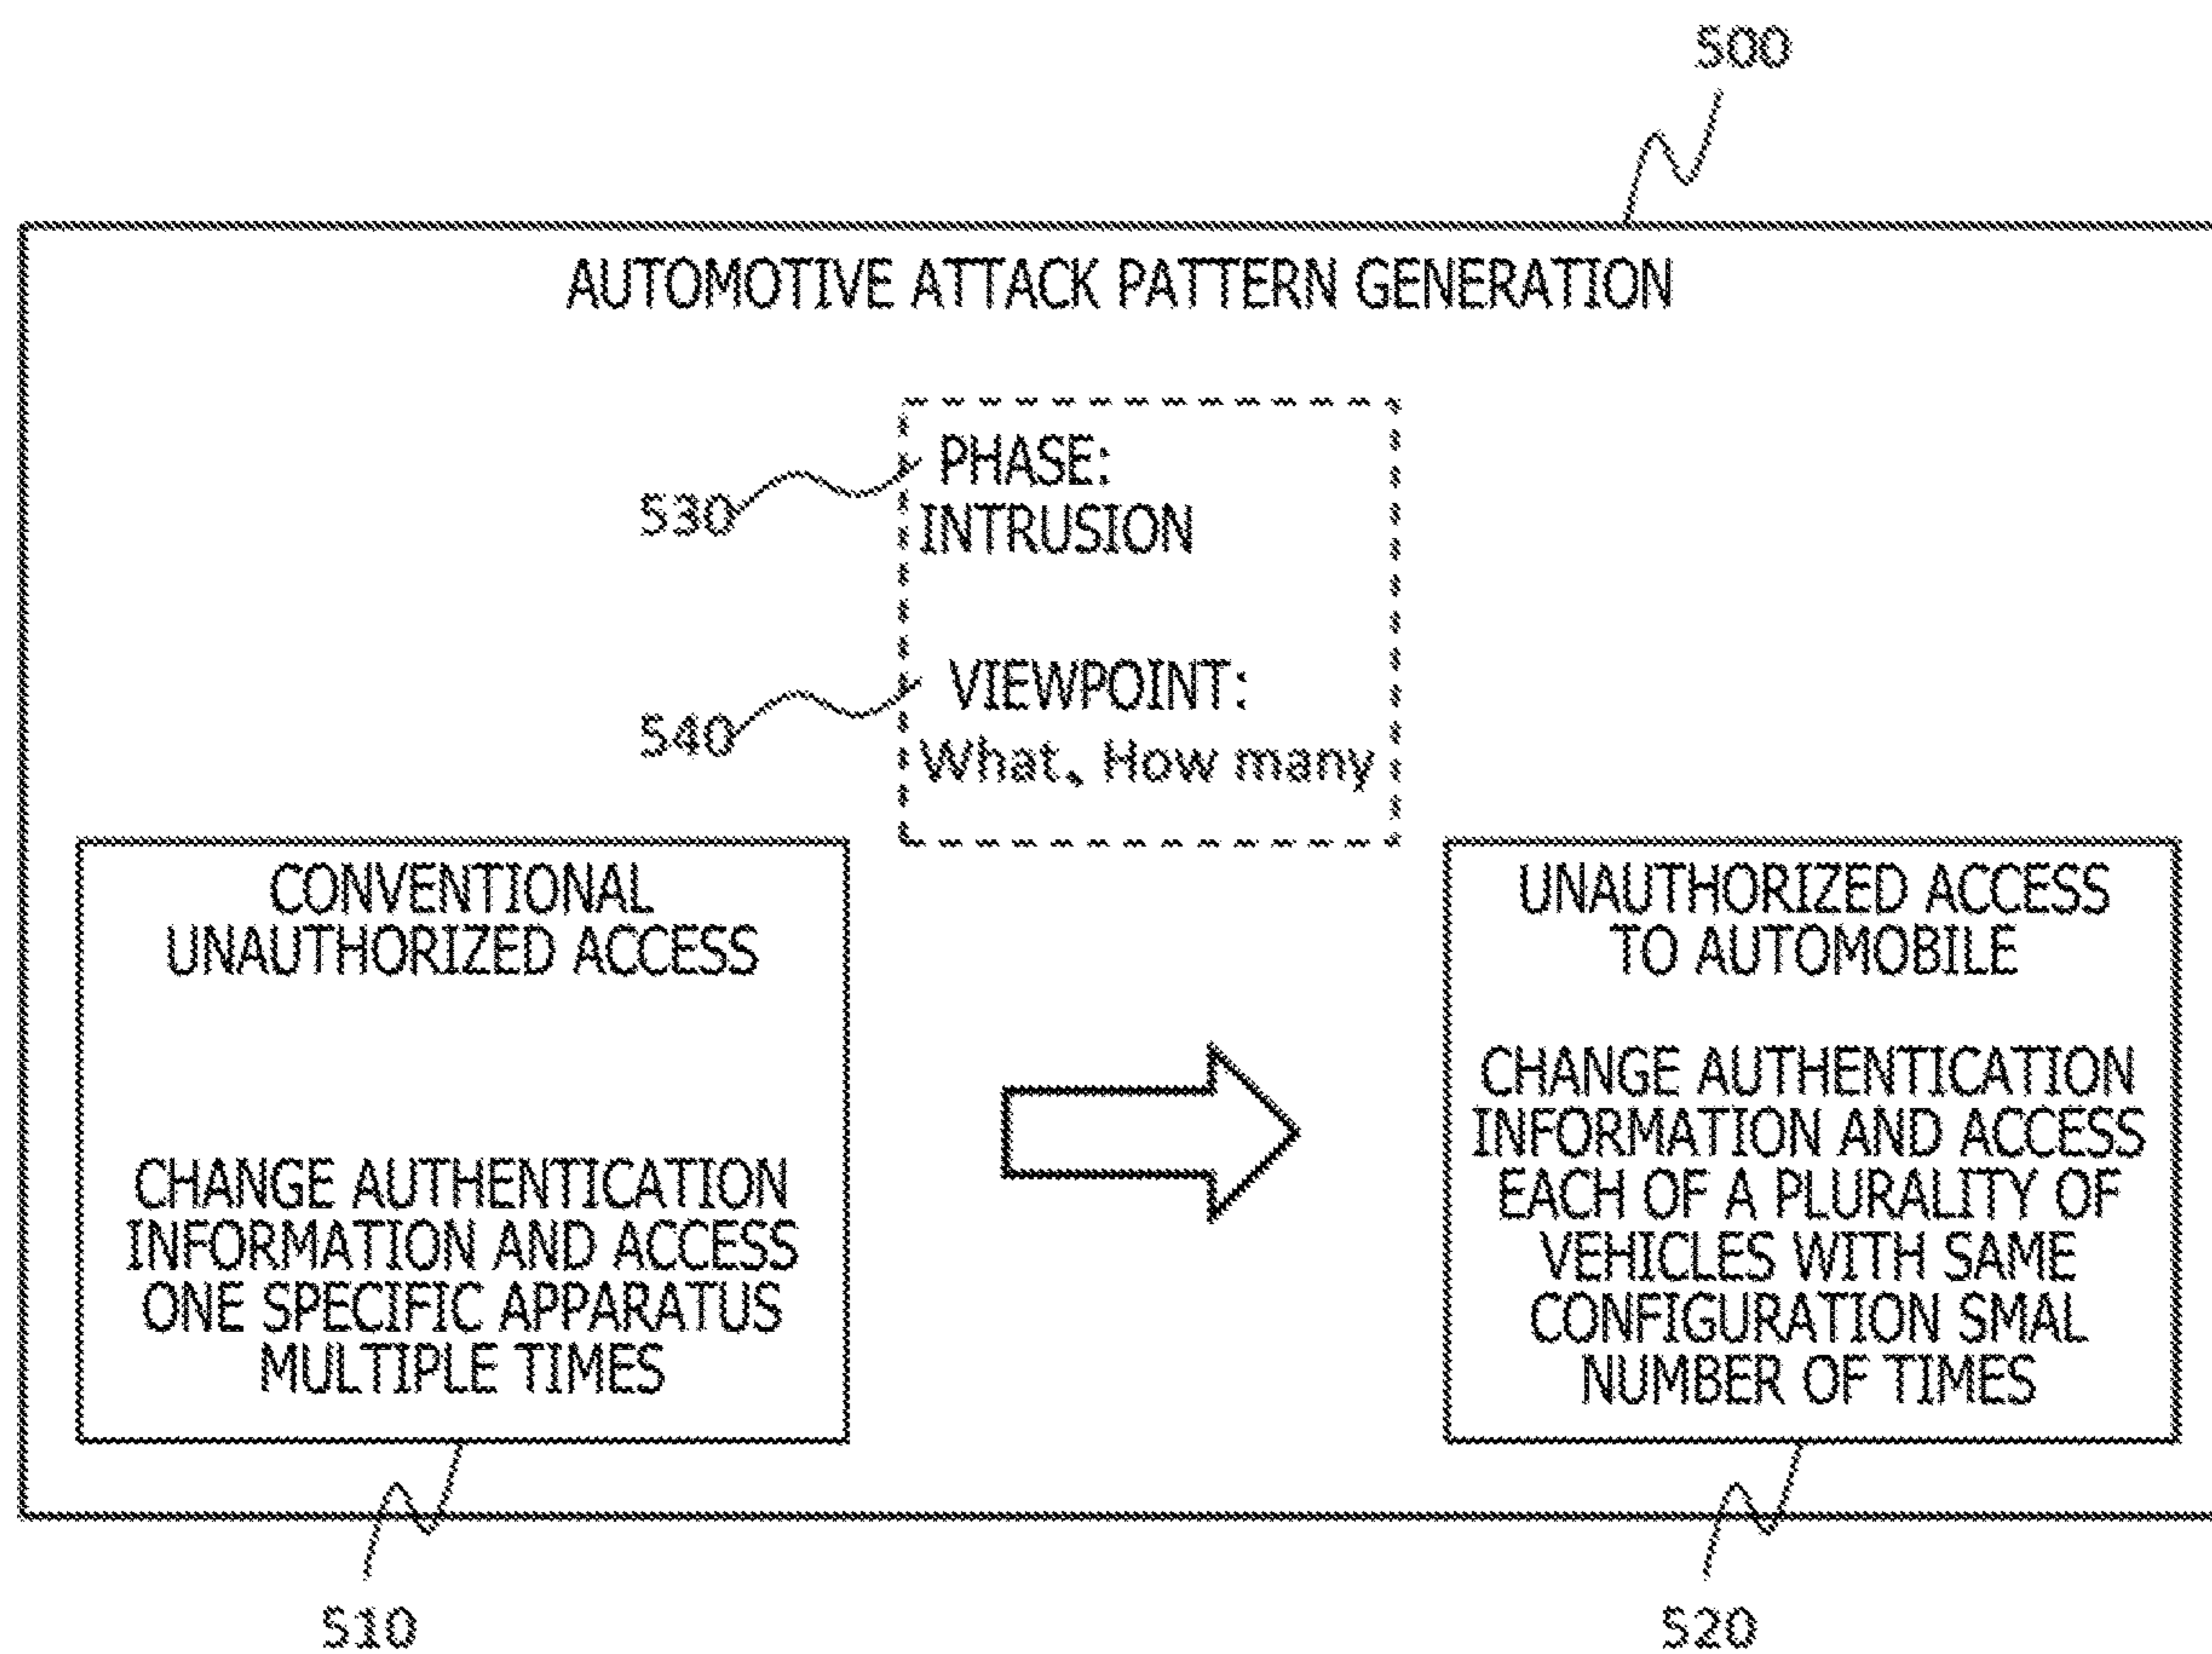 500
AUTOMOTIVE ATTACK PATTERN GENERATION
PHASE:
530
INTRUSION
VIEWPOINT:
540
What、How many
CONVENTIONAL
UNAUTHORIZED ACCESS
CHANGE AUTHENTICATION
INFORMATION AND ACCESS
ONE SPECIFIC APPARATUS
MULTIPLE TIMES
UNAUTHORIZED ACCESS
TO AUTOMOBILE
CHANGE AUTHENTICATION
INFORMATION AND ACCESS
EACH OF A PLURALITY OF
VEHICLES WITH SAME
CONFIGURATION SMAL
NUMBER OF TIMES
510
520